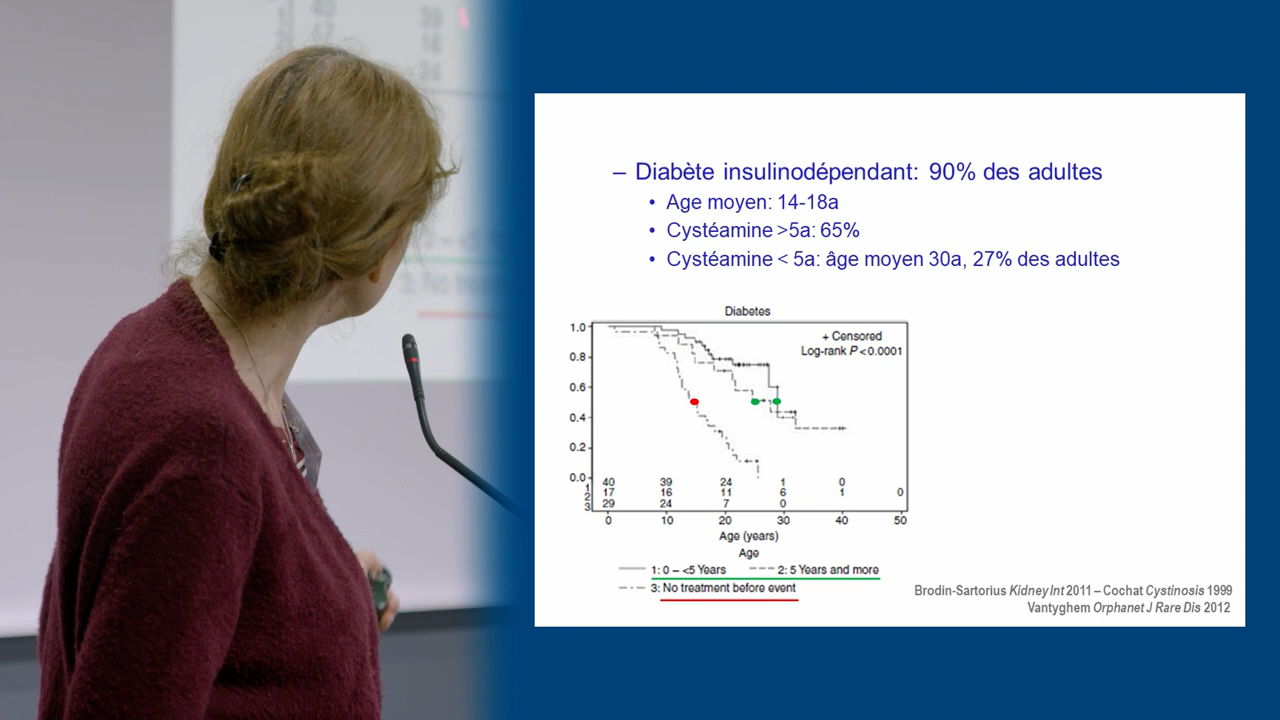 – Diabète insulinodépendant: 90% des adultes
• Age moyen: 14-18a
• Cystéamine >5a: 65%
• Cystéamine < 5a: âge moyen 30a, 27% des adultes
Diabetes
+ Censored
Log-rank P<0.0001
1.0
0.8
0.6
0.4
0.2
0.0
1 40 39 24 1 0
2 17 16 11 6 1 0
3 29 24 7 0
0 10 20 30 40 50
Age (years)
Age
1: 0 – <5 Years 2: 5 Years and more
3: No treatment before event
Brodin-Sartorius Kidney Int 2011 – Cochat Cystinosis 1999
Vantyghem Orphanet J Rare Dis 2012
39
16
24